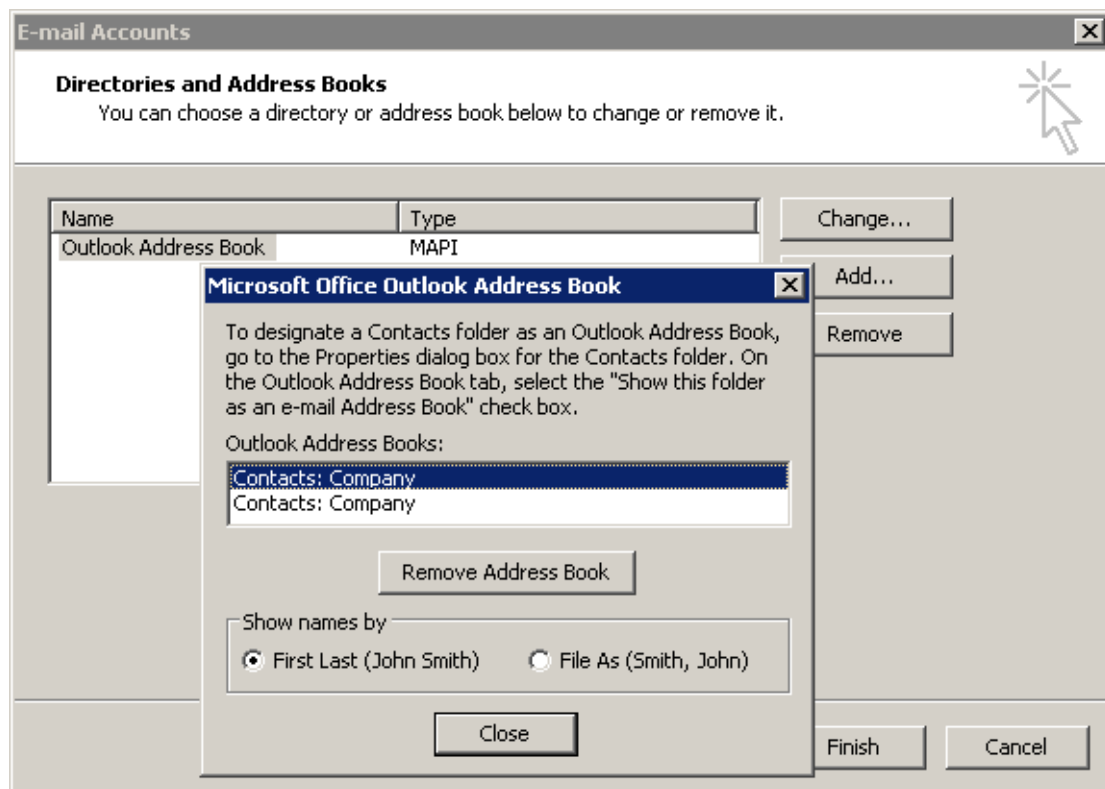 E-mail Accounts
Directories and Address Books
You can choose a directory or address book below to change or remove it.
Name Type
Outlook Address Book MAPI
Change...
Add...
Remove
Microsoft Office Outlook Address Book
To designate a Contacts folder as an Outlook Address Book,
go to the Properties dialog box for the Contacts folder. On
the Outlook Address Book tab, select the "Show this folder
as an e-mail Address Book" check box.
Outlook Address Books:
Contacts: Company
Contacts: Company
Remove Address Book
Show names by
First Last (John Smith) File As (Smith, John)
Close
Finish Cancel